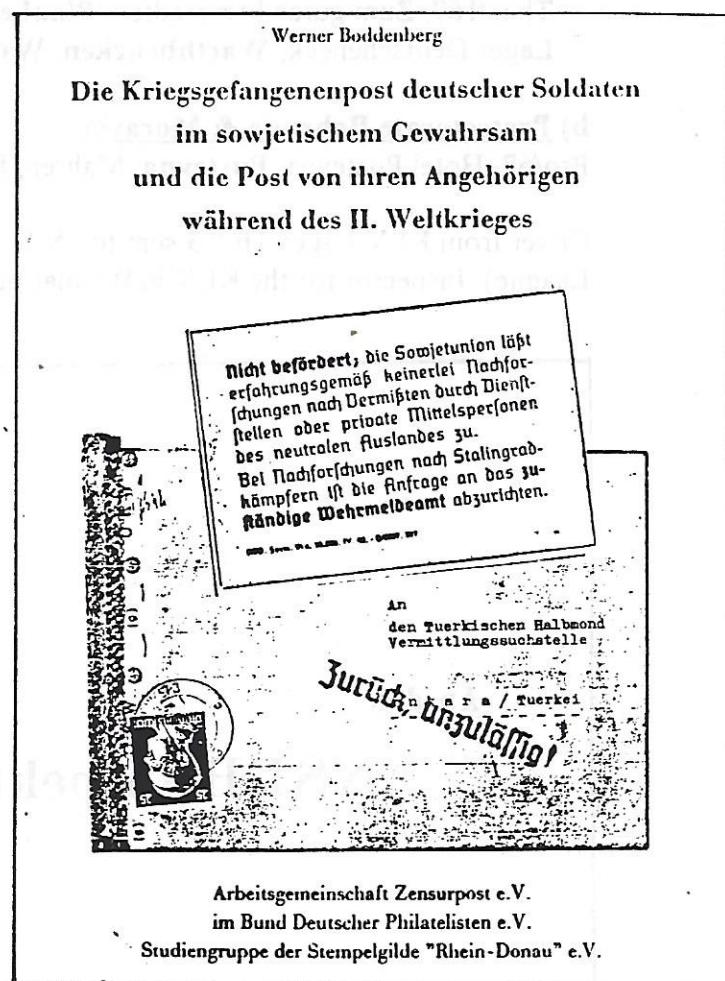 Werner Boddenberg
Die Kriegsgefangenenpost deutscher Soldaten
im sowjetischem Gewahrsam
und die Post von ihren Angehörigen
während des II. Weltkrieges
Nicht befördert; die Sowjetunion läßt
erfahrungsgemäß keinerlei Nachfor-
schungen nach Vermißten durch Dienst-
stellen oder private Mittelspersonen
des neutralen Auslandes zu.
Bei Nachforschungen nach Stalingrad-
kämpfern ist die Anfrage an das zu-
ständige Wehrmeldeamt abzurichten.
An
den Tuerkischen Halbmond
Vermittlungssuchstelle
n k a r a / Tuerkei
Zurück, unzulässig!
Arbeitsgemeinschaft Zensurpost e.V.
im Bund Deutscher Philatelisten e.V.
Studiengruppe der Stempelgilde "Rhein-Donau" e.V.